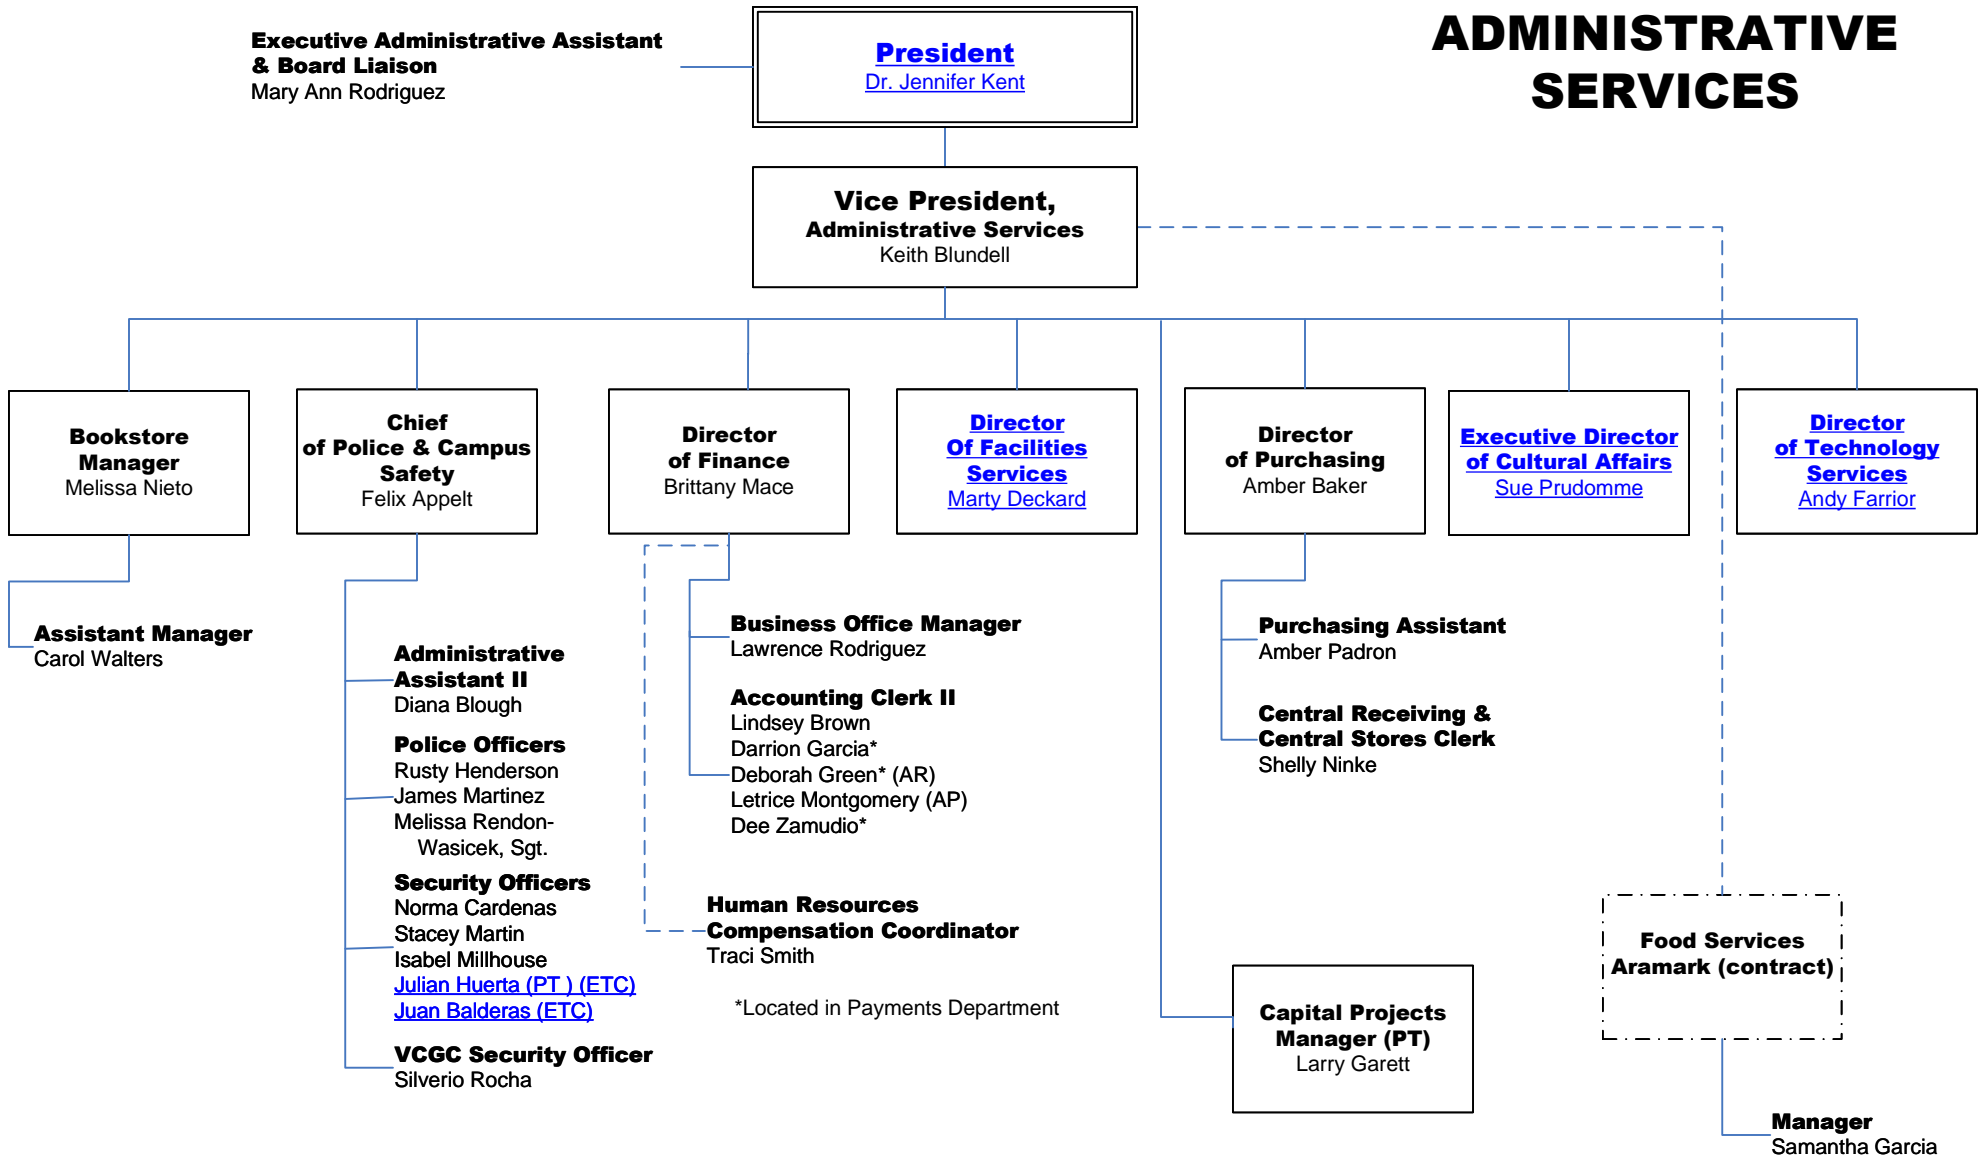 ADMINISTRATIVE
SERVICES
Executive Administrative Assistant
& Board Liaison
Mary Ann Rodriguez
President
Dr. Jennifer Kent
Vice President,
Administrative Services
Keith Blundell
Bookstore
Manager
Melissa Nieto
Chief
of Police & Campus
Safety
Felix Appelt
Director
of Finance
Brittany Mace
Director
Of Facilities
Services
Marty Deckard
Director
of Purchasing
Amber Baker
Executive Director
of Cultural Affairs
Sue Prudomme
Director
of Technology
Services
Andy Farrior
Assistant Manager
Carol Walters
Administrative
Assistant II
Diana Blough
Police Officers
Rusty Henderson
James Martinez
Melissa Rendon-
Wasicek, Sgt.
Security Officers
Norma Cardenas
Stacey Martin
Isabel Millhouse
Julian Huerta (PT ) (ETC)
Juan Balderas (ETC)
VCGC Security Officer
Silverio Rocha
Business Office Manager
Lawrence Rodriguez
Accounting Clerk II
Lindsey Brown
Darrion Garcia*
Deborah Green* (AR)
Letrice Montgomery (AP)
Dee Zamudio*
Human Resources
Compensation Coordinator
Traci Smith
*Located in Payments Department
Purchasing Assistant
Amber Padron
Central Receiving &
Central Stores Clerk
Shelly Ninke
Capital Projects
Manager (PT)
Larry Garett
Food Services
Aramark (contract)
Manager
Samantha Garcia